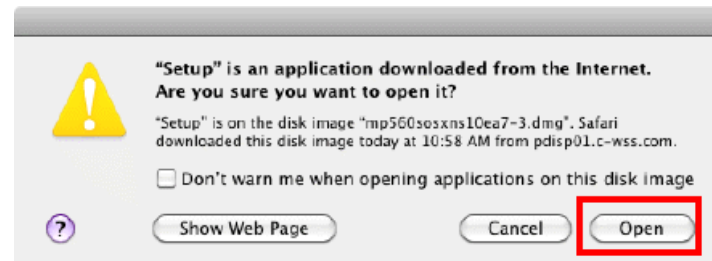 “Setup” is an application downloaded from the Internet.
Are you sure you want to open it?
“Setup” is on the disk image “mp560sosxns10ea7-3.dmg”. Safari
downloaded this disk image today at 10:58 AM from pdisp01.c-wss.com.
Don't warn me when opening applications on this disk image
? Show Web Page Cancel Open